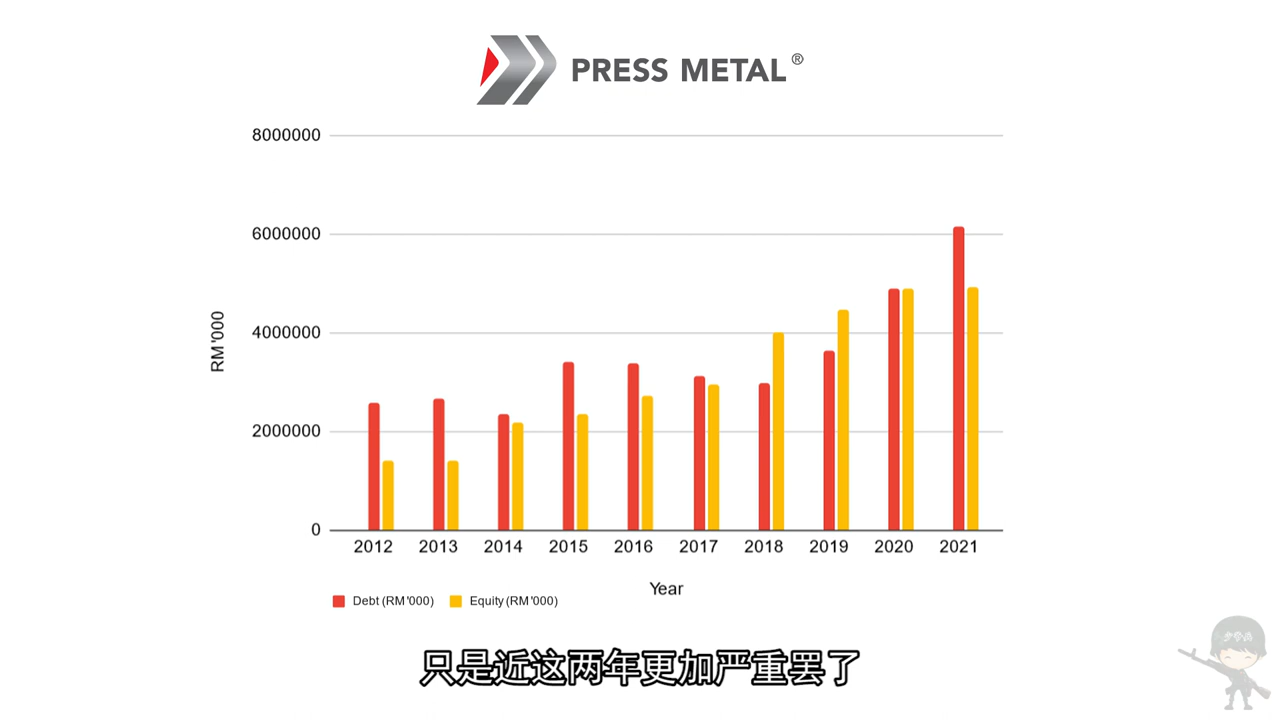 PRESS METAL®
8000000
6000000
4000000
2000000
0
RM'000
2012 2013 2014 2015 2016 2017 2018 2019 2020 2021
Year
Debt (RM'000) Equity (RM'000)
只是近这两年更加严重罢了